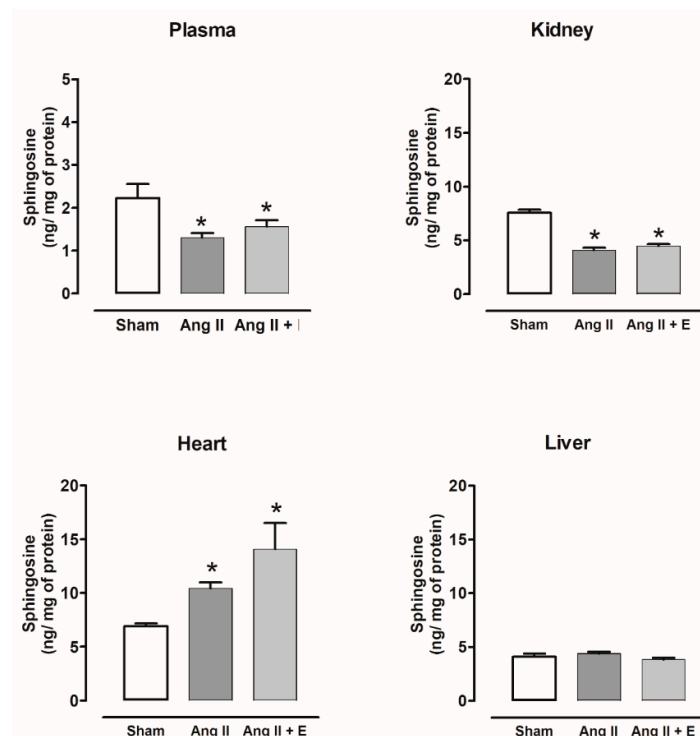 Plasma
Sphingosine
(ng/ mg of protein)
5
4
3
2
1
0
*
*
Sham Ang II Ang II +
Kidney
Sphingosine
(ng/ mg of protein)
20
15
10
5
0
*
*
Sham Ang II Ang II + E
Heart
Sphingosine
(ng/ mg of protein)
20
15
10
5
0
*
*
Sham Ang II Ang II + E
Liver
Sphingosine
(ng/ mg of protein)
20
15
10
5
0
Sham Ang II Ang II + E